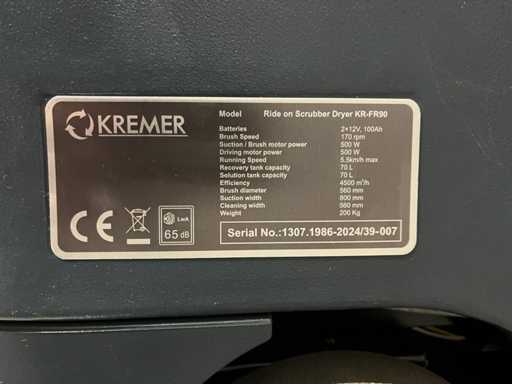 KREMER
Model Ride on Scrubber Dryer KR-FR90
Batteries 2×12V, 100Ah
Brush Speed 170 rpm
Suction / Brush motor power 500 W
Driving motor power 500 W
Running Speed 5.5km/h max
Recovery tank capacity 70 L
Solution tank capacity 70 L
Efficiency 4500 m²/h
Brush diameter 560 mm
Suction width 800 mm
Cleaning width 560 mm
Weight 200 Kg
CE
LWA
65 dB
Serial No.:1307.1986-2024/39-007